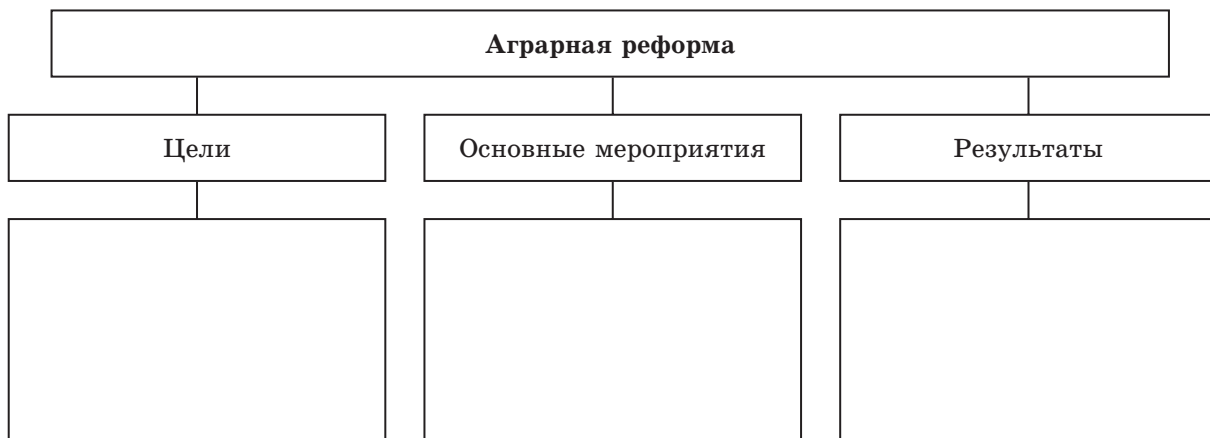 Аграрная реформа
Цели
Основные мероприятия
Результаты